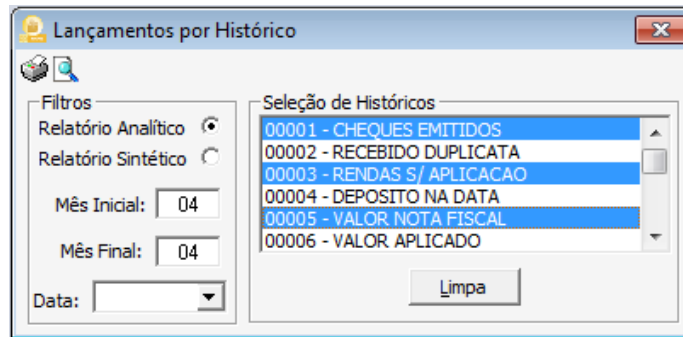 Lançamentos por Histórico
Filtros
Relatório Analítico
Relatório Sintético
Mês Inicial: 04
Mês Final: 04
Data:
Seleção de Históricos
00001 - CHEQUES EMITIDOS
00002 - RECEBIDO DUPLICATA
00003 - RENDAS S/ APLICACAO
00004 - DEPOSITO NA DATA
00005 - VALOR NOTA FISCAL
00006 - VALOR APLICADO
Limpa